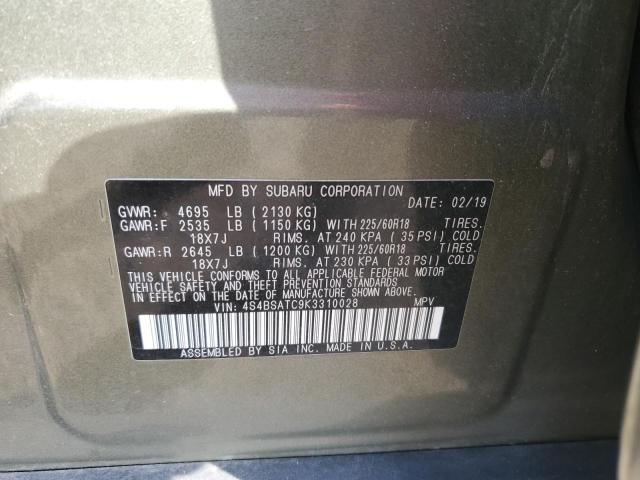 MFD BY SUBARU CORPORATION
DATE: 02/19
GVWR: 4695 LB (2130 KG)
GAWR:F 2535 LB (1150 KG) WITH 225/60R18 TIRES.
18X7J RIMS. AT 240 KPA (35 PSI) COLD
GAWR:R 2645 LB (1200 KG) WITH 225/60R18 TIRES.
18X7J RIMS. AT 230 KPA (33 PSI) COLD
THIS VEHICLE CONFORMS TO ALL APPLICABLE FEDERAL MOTOR
VEHICLE SAFETY AND THEFT PREVENTION STANDARDS IN EFFECT
ON THE DATE OF MANUFACTURE SHOWN ABOVE.
VIN: 4S4BSATC9K3310028 MPV
ASSEMBLED BY SIA INC. MADE IN U.S.A.